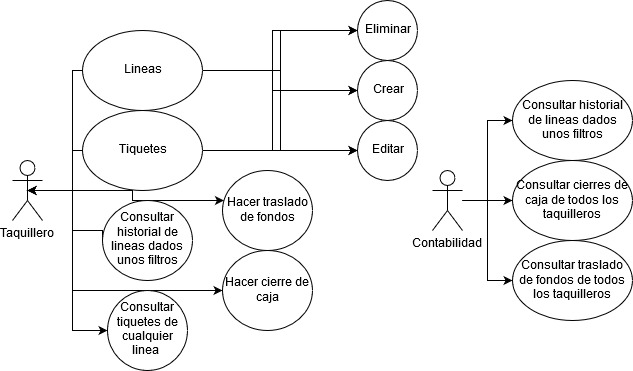 Eliminar
Lineas
Crear
Tiquetes
Editar
Taquillero
Hacer traslado
de fondos
Consultar
historial de
lineas dados
unos filtros
Hacer cierre de
caja
Consultar
tiquetes de
cualquier
linea
Contabilidad
Consultar historial
de lineas dados
unos filtros
Consultar cierres de
caja de todos los
taquilleros
Consultar traslado
de fondos de todos
los taquilleros